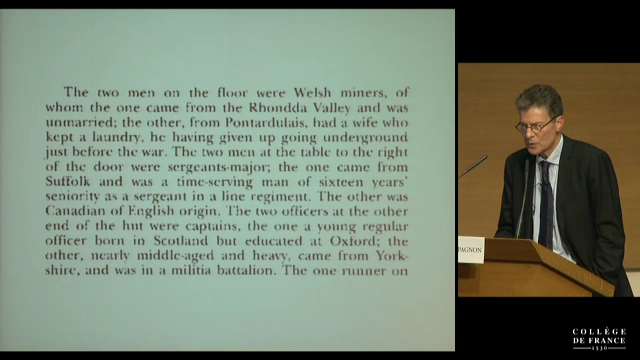 The two men on the floor were Welsh miners, of
whom the one came from the Rhondda Valley and was
unmarried; the other, from Pontardulais, had a wife who
kept a laundry, he having given up going underground
just before the war. The two men at the table to the right
of the door were sergeants-major; the one came from
Suffolk and was a time-serving man of sixteen years'
seniority as a sergeant in a line regiment. The other was
Canadian of English origin. The two officers at the other
end of the hut were captains, the one a young regular
officer born in Scotland but educated at Oxford; the
other, nearly middle-aged and heavy, came from York-
shire, and was in a militia battalion. The one runner on
PAGNON
COLLÈGE
DE FRANCE
1530